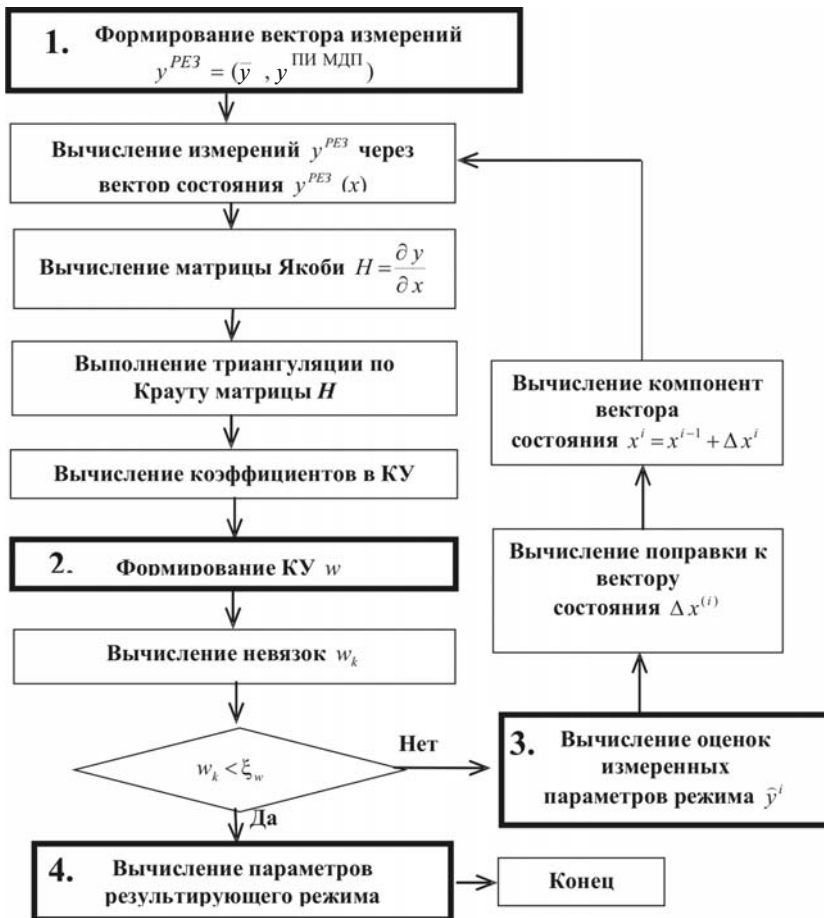 1. Формирование вектора измерений
y^{РЕЗ} = (y̅ , y^{ПИ МДП})
Вычисление измерений y^{РЕЗ} через
вектор состояния y^{РЕЗ} (x)
Вычисление матрицы Якоби H = ∂y/∂x
Выполнение триангуляции по
Крауту матрицы H
Вычисление коэффициентов в КУ
2. Формирование КУ w
Вычисление невязок w_k
w_k < ξ_w
Нет
Да
3. Вычисление оценок
измеренных
параметров режима ŷ^i
Вычисление поправки к
вектору
состояния Δx^{(i)}
Вычисление компонент
вектора
состояния x^i = x^{i−1} + Δx^i
4. Вычисление параметров
результирующего режима
Конец